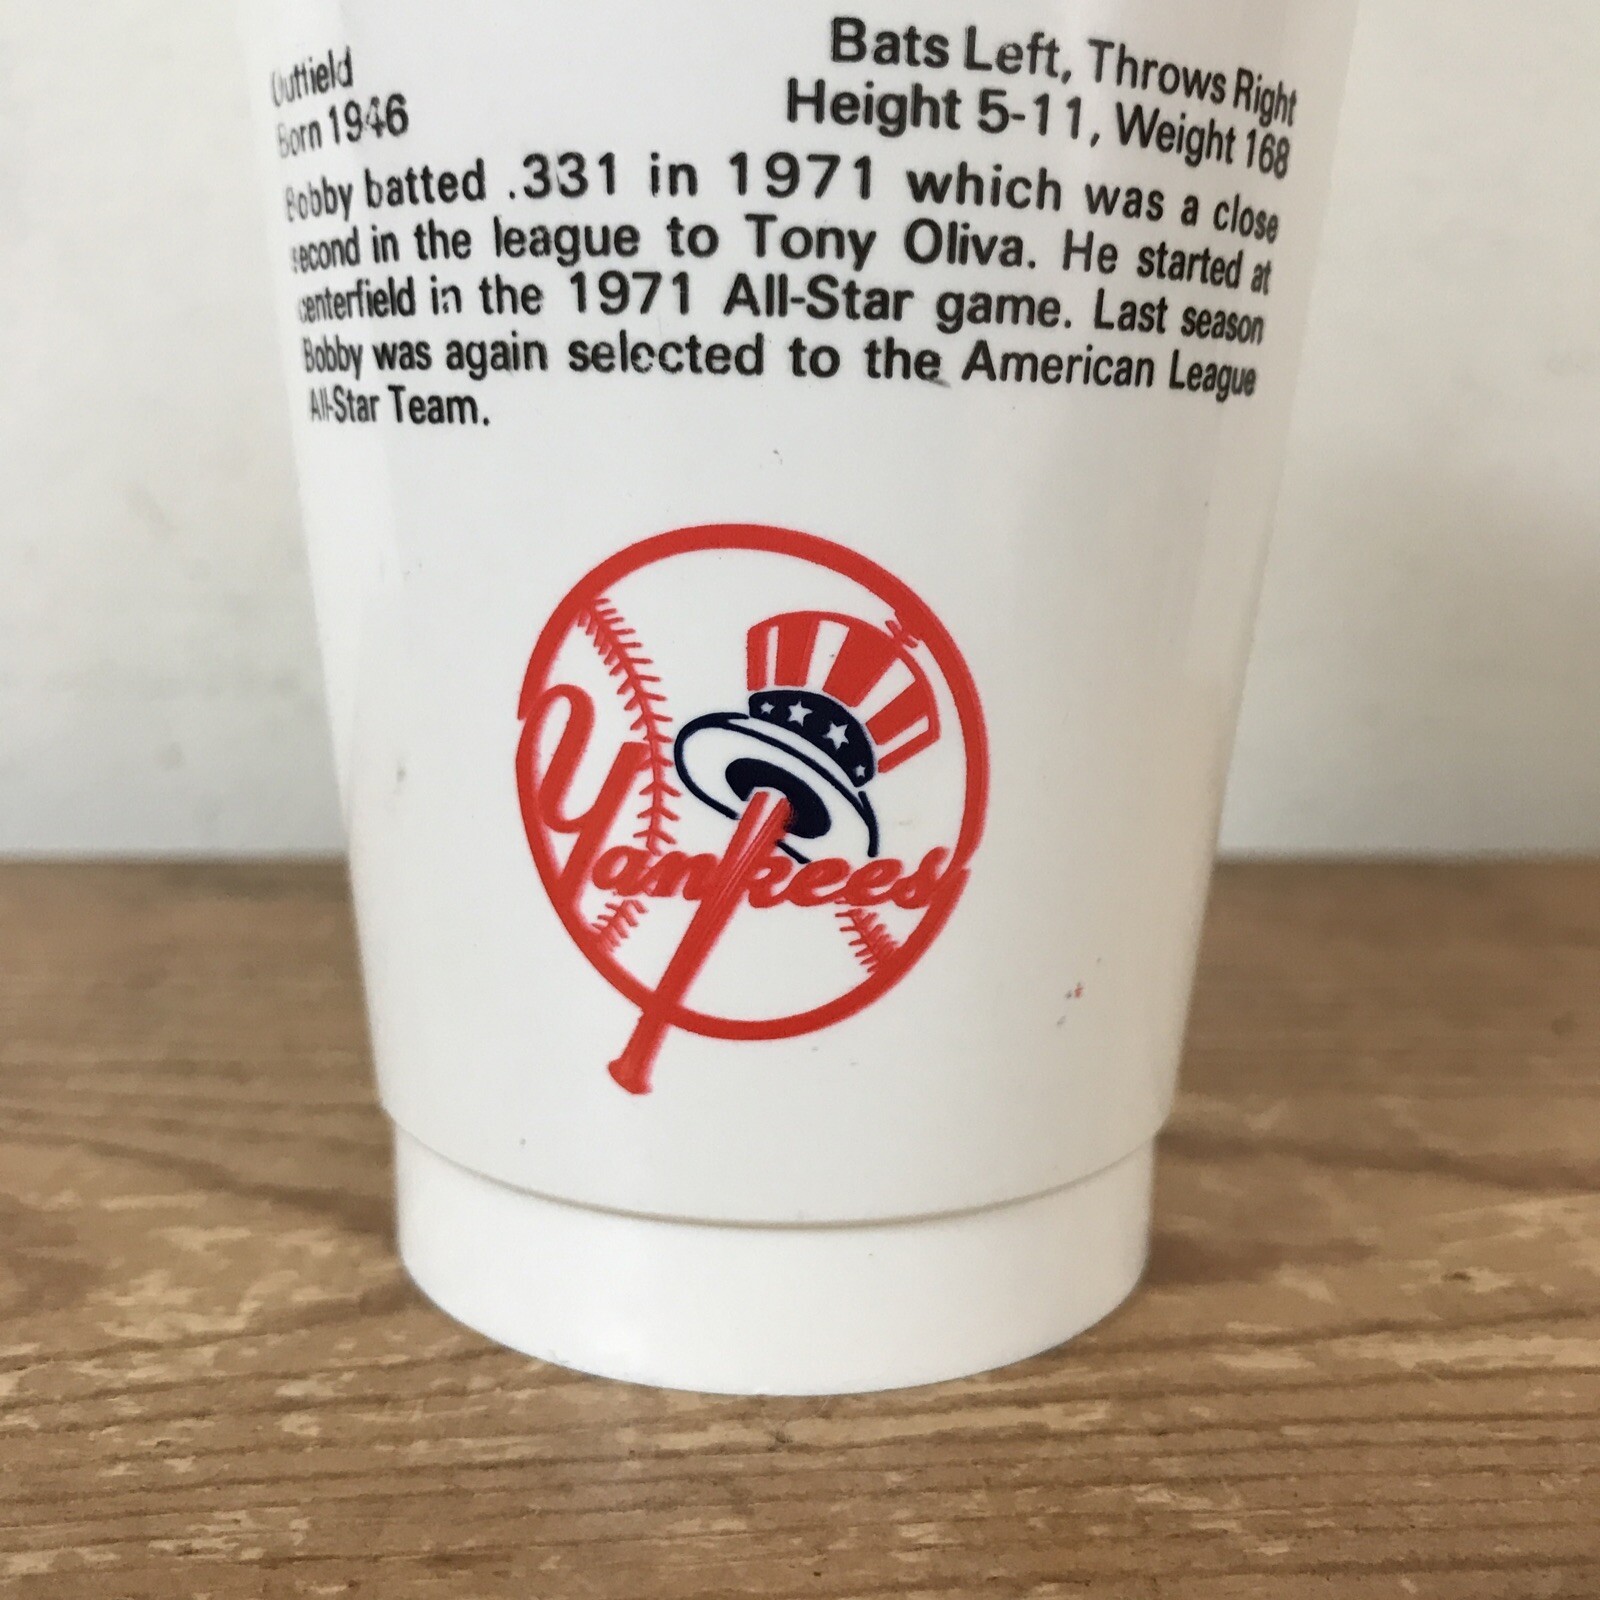 Outfield
Born 1946
Bats Left, Throws Right
Height 5-11, Weight 168
Bobby batted .331 in 1971 which was a close
second in the league to Tony Oliva. He started at
centerfield in the 1971 All-Star game. Last season
Bobby was again selected to the American League
All-Star Team.
Yankees